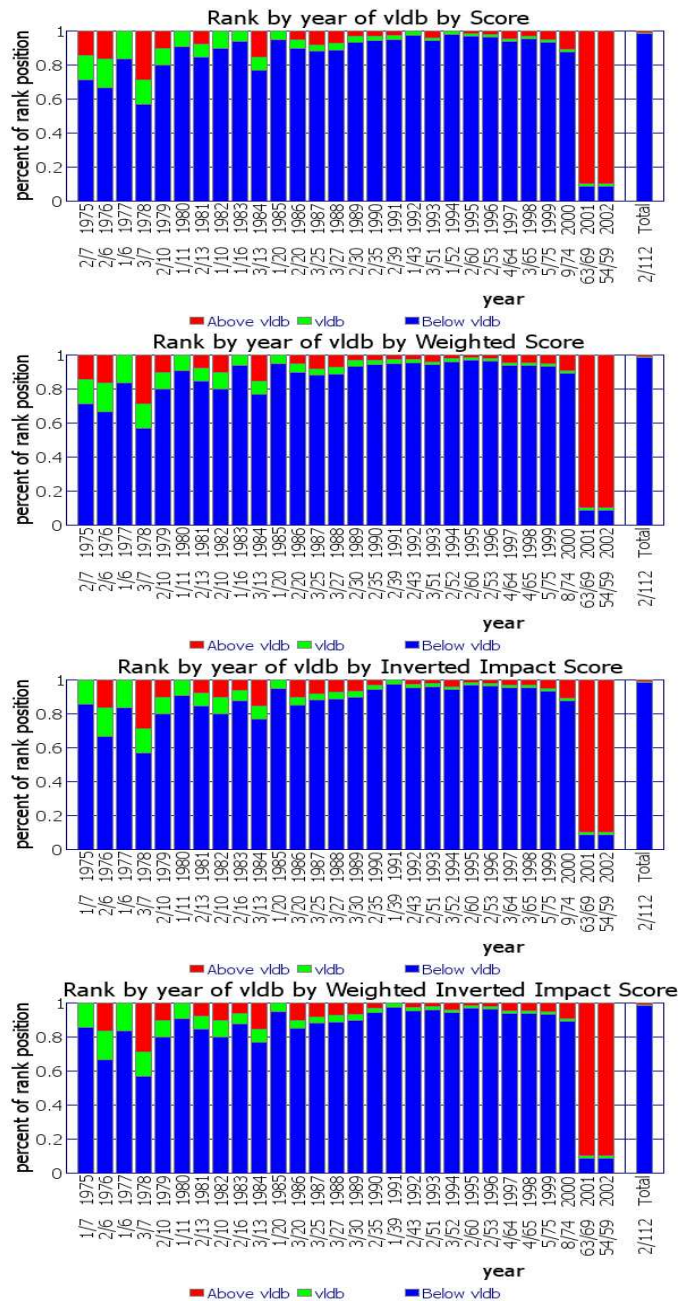 Rank by year of vldb by Score
percent of rank position
1
0.8
0.6
0.4
0.2
0
1975 1976 1977 1978 1979 1980 1981 1982 1983 1984 1985 1986 1987 1988 1989 1990 1991 1992 1993 1994 1995 1996 1997 1998 1999 2000 2001 2002 Total
2/7 2/6 1/6 3/7 2/10 1/11 2/13 1/10 1/16 3/13 1/20 2/20 3/25 3/27 2/30 2/35 2/39 1/43 3/51 1/52 2/60 2/53 4/64 3/65 5/75 9/74 63/69 54/59 2/112
year
Above vldb vldb Below vldb
Rank by year of vldb by Weighted Score
percent of rank position
1
0.8
0.6
0.4
0.2
0
1975 1976 1977 1978 1979 1980 1981 1982 1983 1984 1985 1986 1987 1988 1989 1990 1991 1992 1993 1994 1995 1996 1997 1998 1999 2000 2001 2002 Total
2/7 2/6 1/6 3/7 2/10 1/11 2/13 2/10 1/16 3/13 1/20 2/20 3/25 3/27 2/30 2/35 2/39 2/43 3/51 2/52 2/60 2/53 4/64 4/65 5/75 8/74 63/69 54/59 2/112
year
Above vldb vldb Below vldb
Rank by year of vldb by Inverted Impact Score
percent of rank position
1
0.8
0.6
0.4
0.2
0
1975 1976 1977 1978 1979 1980 1981 1982 1983 1984 1985 1986 1987 1988 1989 1990 1991 1992 1993 1994 1995 1996 1997 1998 1999 2000 2001 2002 Total
1/7 2/6 1/6 3/7 2/10 1/11 2/13 2/10 2/16 3/13 1/20 3/20 3/25 3/27 3/30 2/35 1/39 2/43 2/51 3/52 2/60 2/53 3/64 3/65 5/75 9/74 63/69 54/59 2/112
year
Above vldb vldb Below vldb
Rank by year of vldb by Weighted Inverted Impact Score
percent of rank position
1
0.8
0.6
0.4
0.2
0
1975 1976 1977 1978 1979 1980 1981 1982 1983 1984 1985 1986 1987 1988 1989 1990 1991 1992 1993 1994 1995 1996 1997 1998 1999 2000 2001 2002 Total
1/7 2/6 1/6 3/7 2/10 1/11 2/13 2/10 2/16 3/13 1/20 3/20 3/25 3/27 3/30 2/35 1/39 2/43 2/51 3/52 2/60 2/53 4/64 4/65 5/75 8/74 63/69 54/59 2/112
year
Above vldb vldb Below vldb